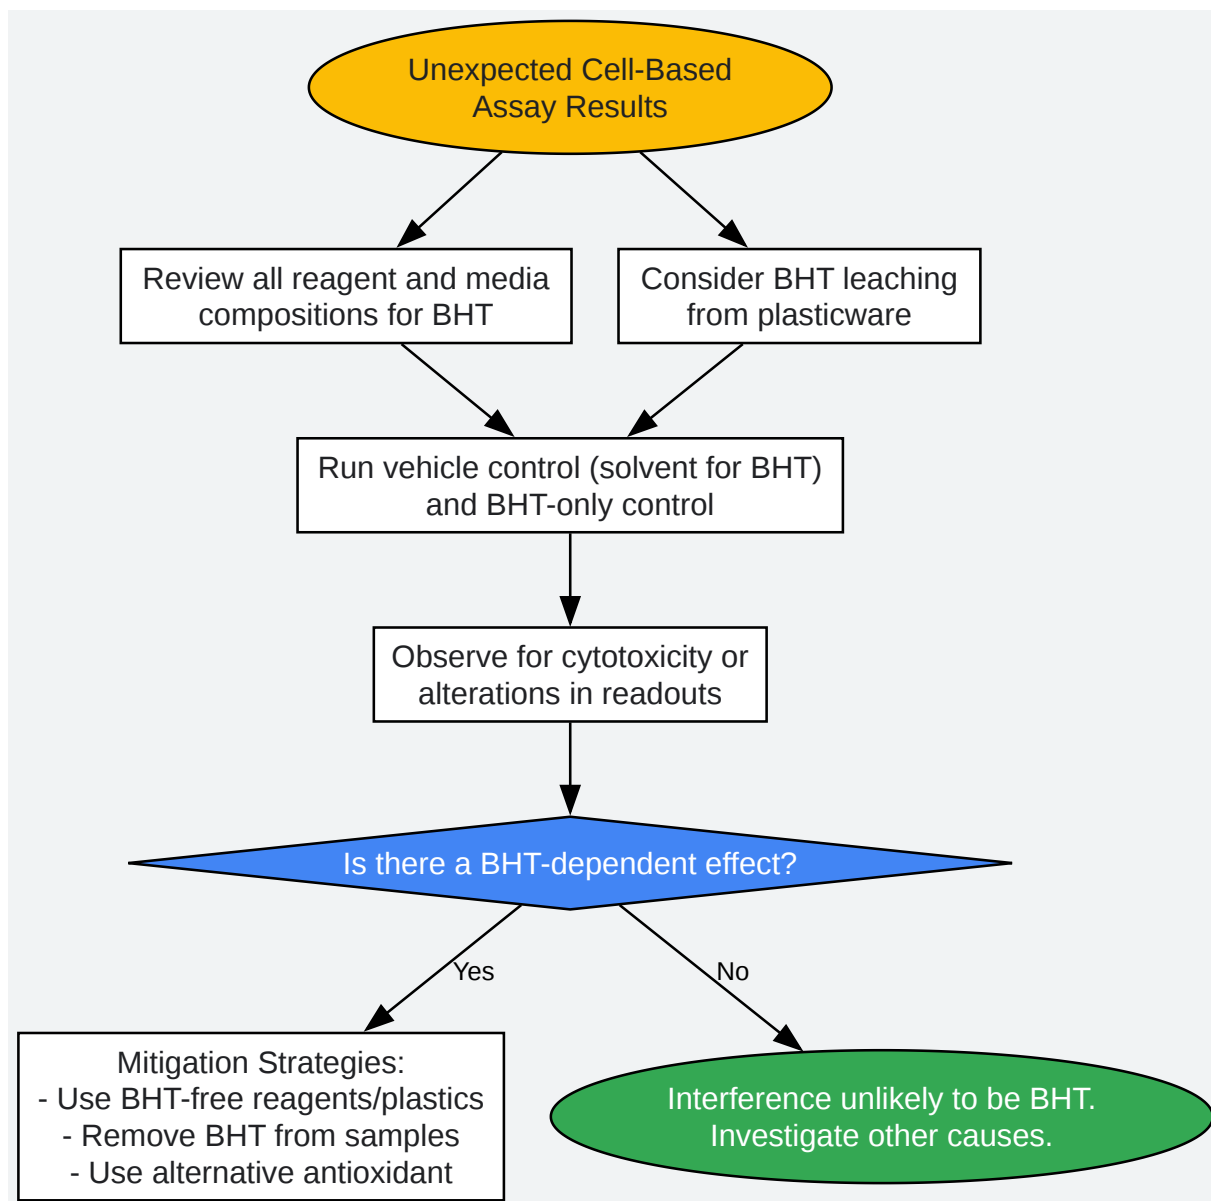 Unexpected Cell-Based
Assay Results
Review all reagent and media
compositions for BHT
Consider BHT leaching
from plasticware
Run vehicle control (solvent for BHT)
and BHT-only control
Observe for cytotoxicity or
alterations in readouts
Is there a BHT-dependent effect?
Yes
No
Mitigation Strategies:
- Use BHT-free reagents/plastics
- Remove BHT from samples
- Use alternative antioxidant
Interference unlikely to be BHT.
Investigate other causes.